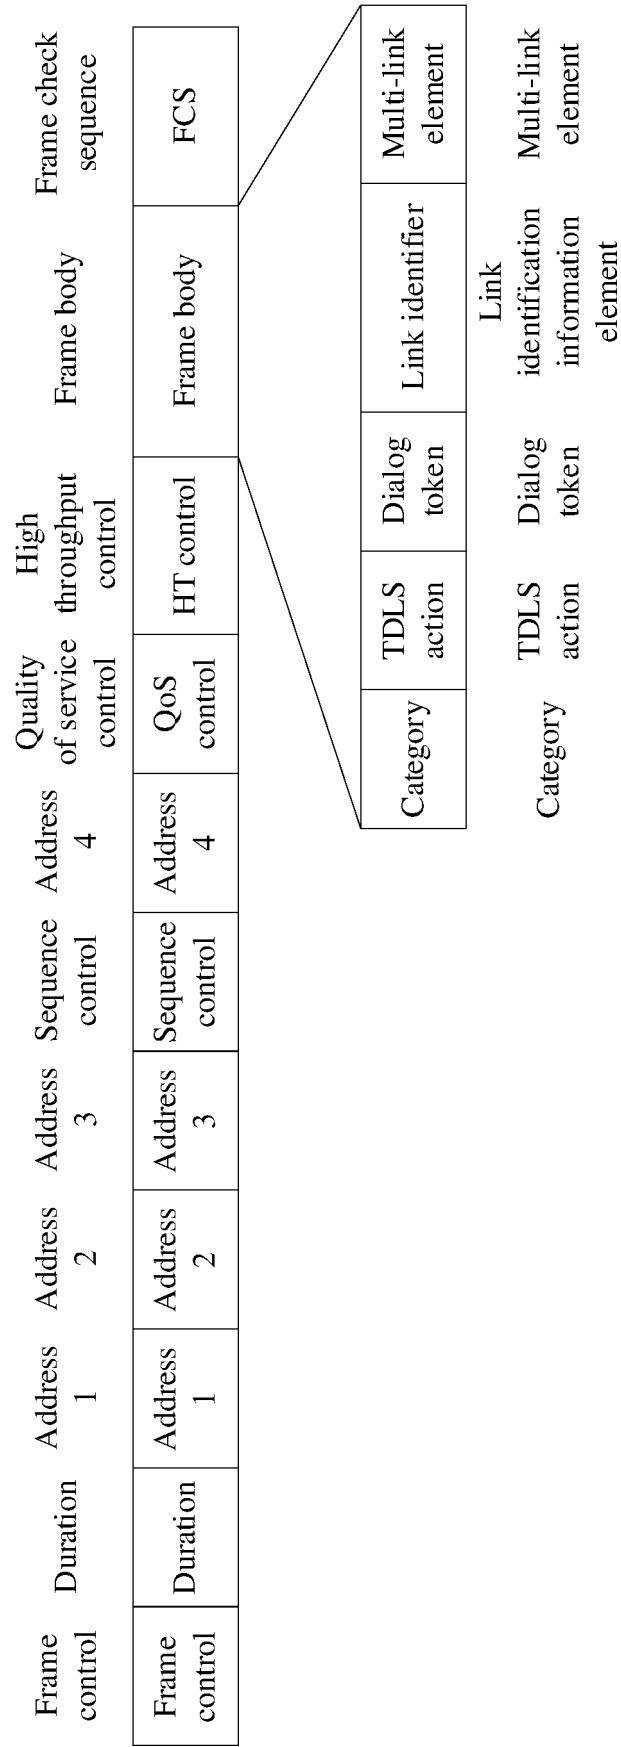 Frame
control
Duration
Address
1
Address
2
Address
3
Sequence
control
Address
4
Quality
of service
control
High
throughput
control
Frame body
Frame check
sequence
Frame
control
Duration
Address
1
Address
2
Address
3
Sequence
control
Address
4
QoS
control
HT control
Frame body
FCS
Category
TDLS
action
Dialog
token
Link identifier
Multi-link
element
Category
TDLS
action
Dialog
token
Link
identification
information
element
Multi-link
element